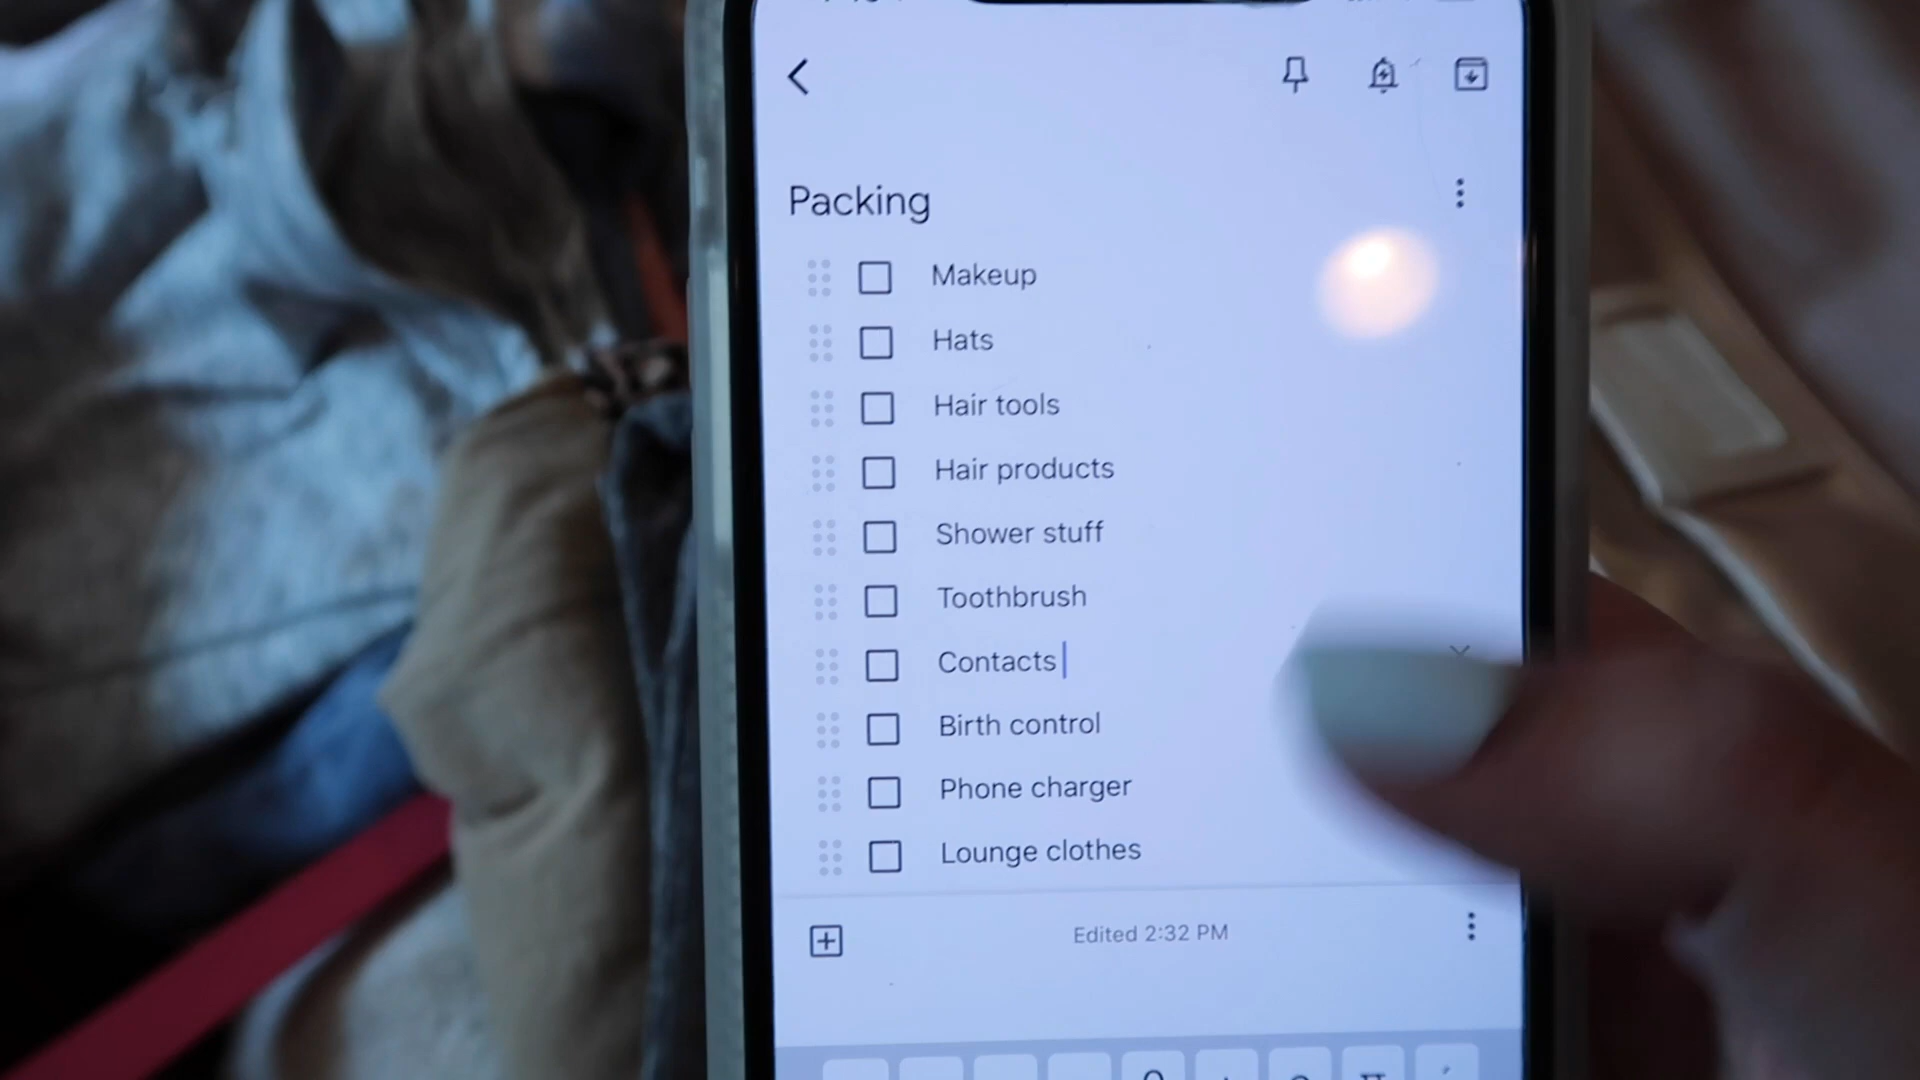 Packing
Makeup
Hats
Hair tools
Hair products
Shower stuff
Toothbrush
Contacts
Birth control
Phone charger
Lounge clothes
Edited 2:32 PM